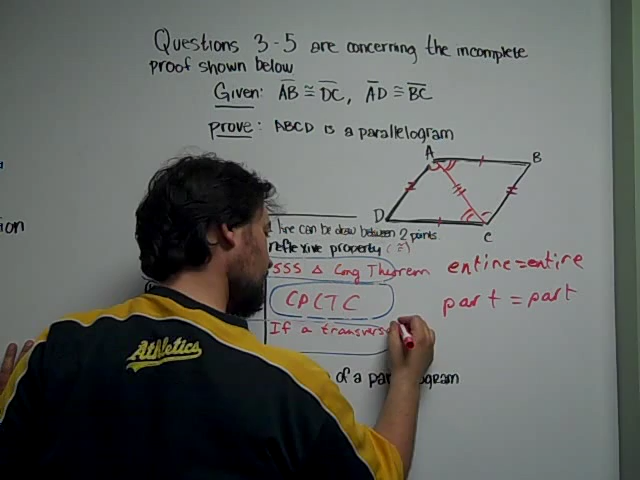 Questions 3-5 are concerning the incomplete
proof shown below
Given: AB ≅ DC, AD ≅ BC
prove: ABCD is a parallelogram
A
B
D
C
line can be draw between 2 points.
reflexive property (≅)
SSS Δ Cong Theorem
entire=entire
CPCTC
part = part
If a transvers
of a
Athletics